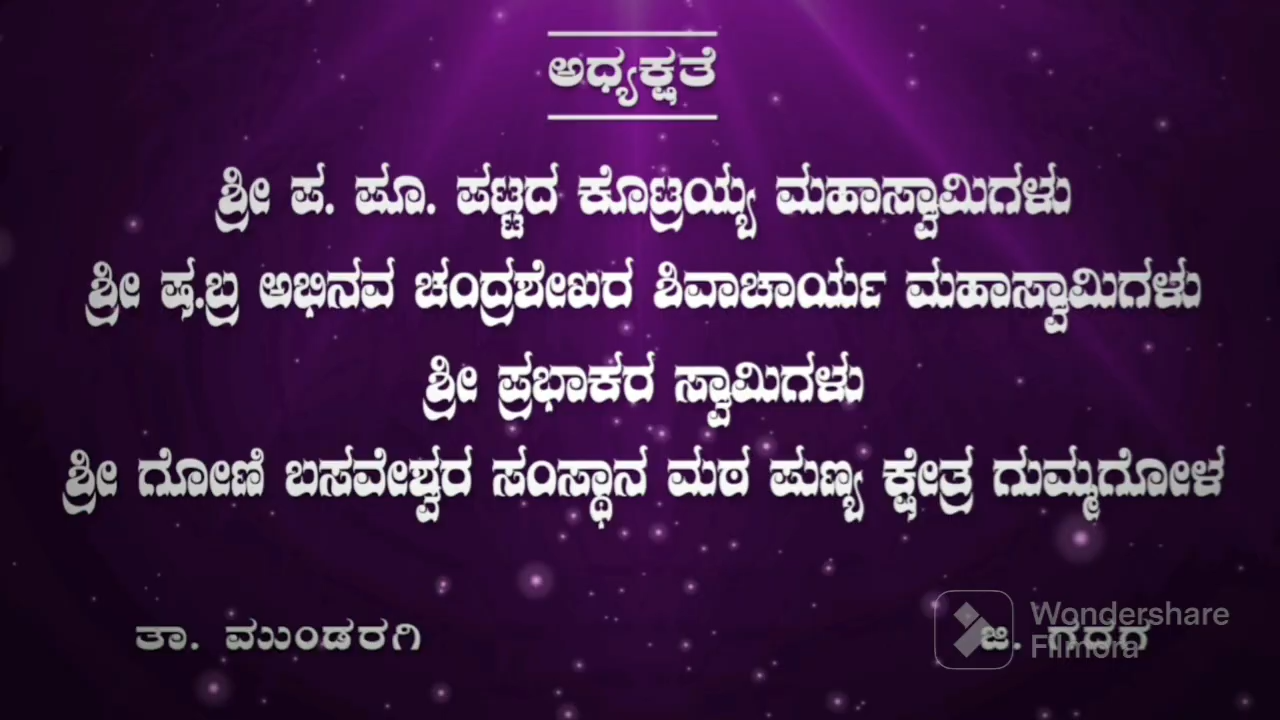 ಅಧ್ಯಕ್ಷತೆ
ಶ್ರೀ ಪ. ಪೂ. ಪಟ್ಟದ ಕೊಟ್ರಯ್ಯ ಮಹಾಸ್ವಾಮಿಗಳು
ಶ್ರೀ ಷ.ಬ್ರ ಅಭಿನವ ಚಂದ್ರಶೇಖರ ಶಿವಾಚಾರ್ಯ ಮಹಾಸ್ವಾಮಿಗಳು
ಶ್ರೀ ಪ್ರಭಾಕರ ಸ್ವಾಮಿಗಳು
ಶ್ರೀ ಗೋಣಿ ಬಸವೇಶ್ವರ ಸಂಸ್ಥಾನ ಮಠ ಪುಣ್ಯ ಕ್ಷೇತ್ರ ಗುಮ್ಮಗೋಳ
ತಾ. ಮುಂಡರಗಿ
ಜಿ. ಗದಗ
Wondershare
Filmora